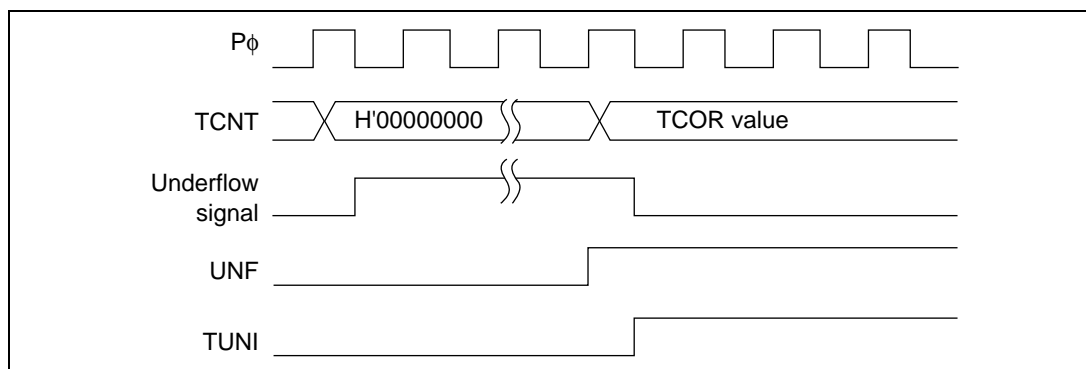 Pϕ
TCNT H'00000000 TCOR value
Underflow
signal
UNF
TUNI